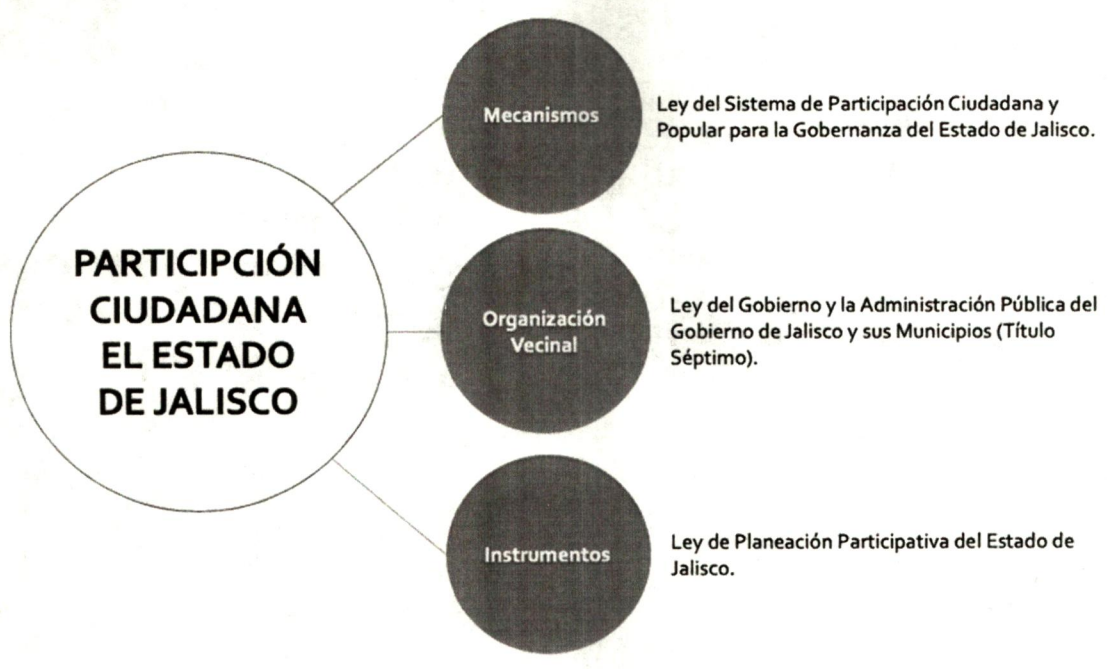 PARTICIPCIÓN
CIUDADANA
EL ESTADO
DE JALISCO
Mecanismos
Ley del Sistema de Participación Ciudadana y
Popular para la Gobernanza del Estado de Jalisco.
Organización
Vecinal
Ley del Gobierno y la Administración Pública del
Gobierno de Jalisco y sus Municipios (Título
Séptimo).
Instrumentos
Ley de Planeación Participativa del Estado de
Jalisco.